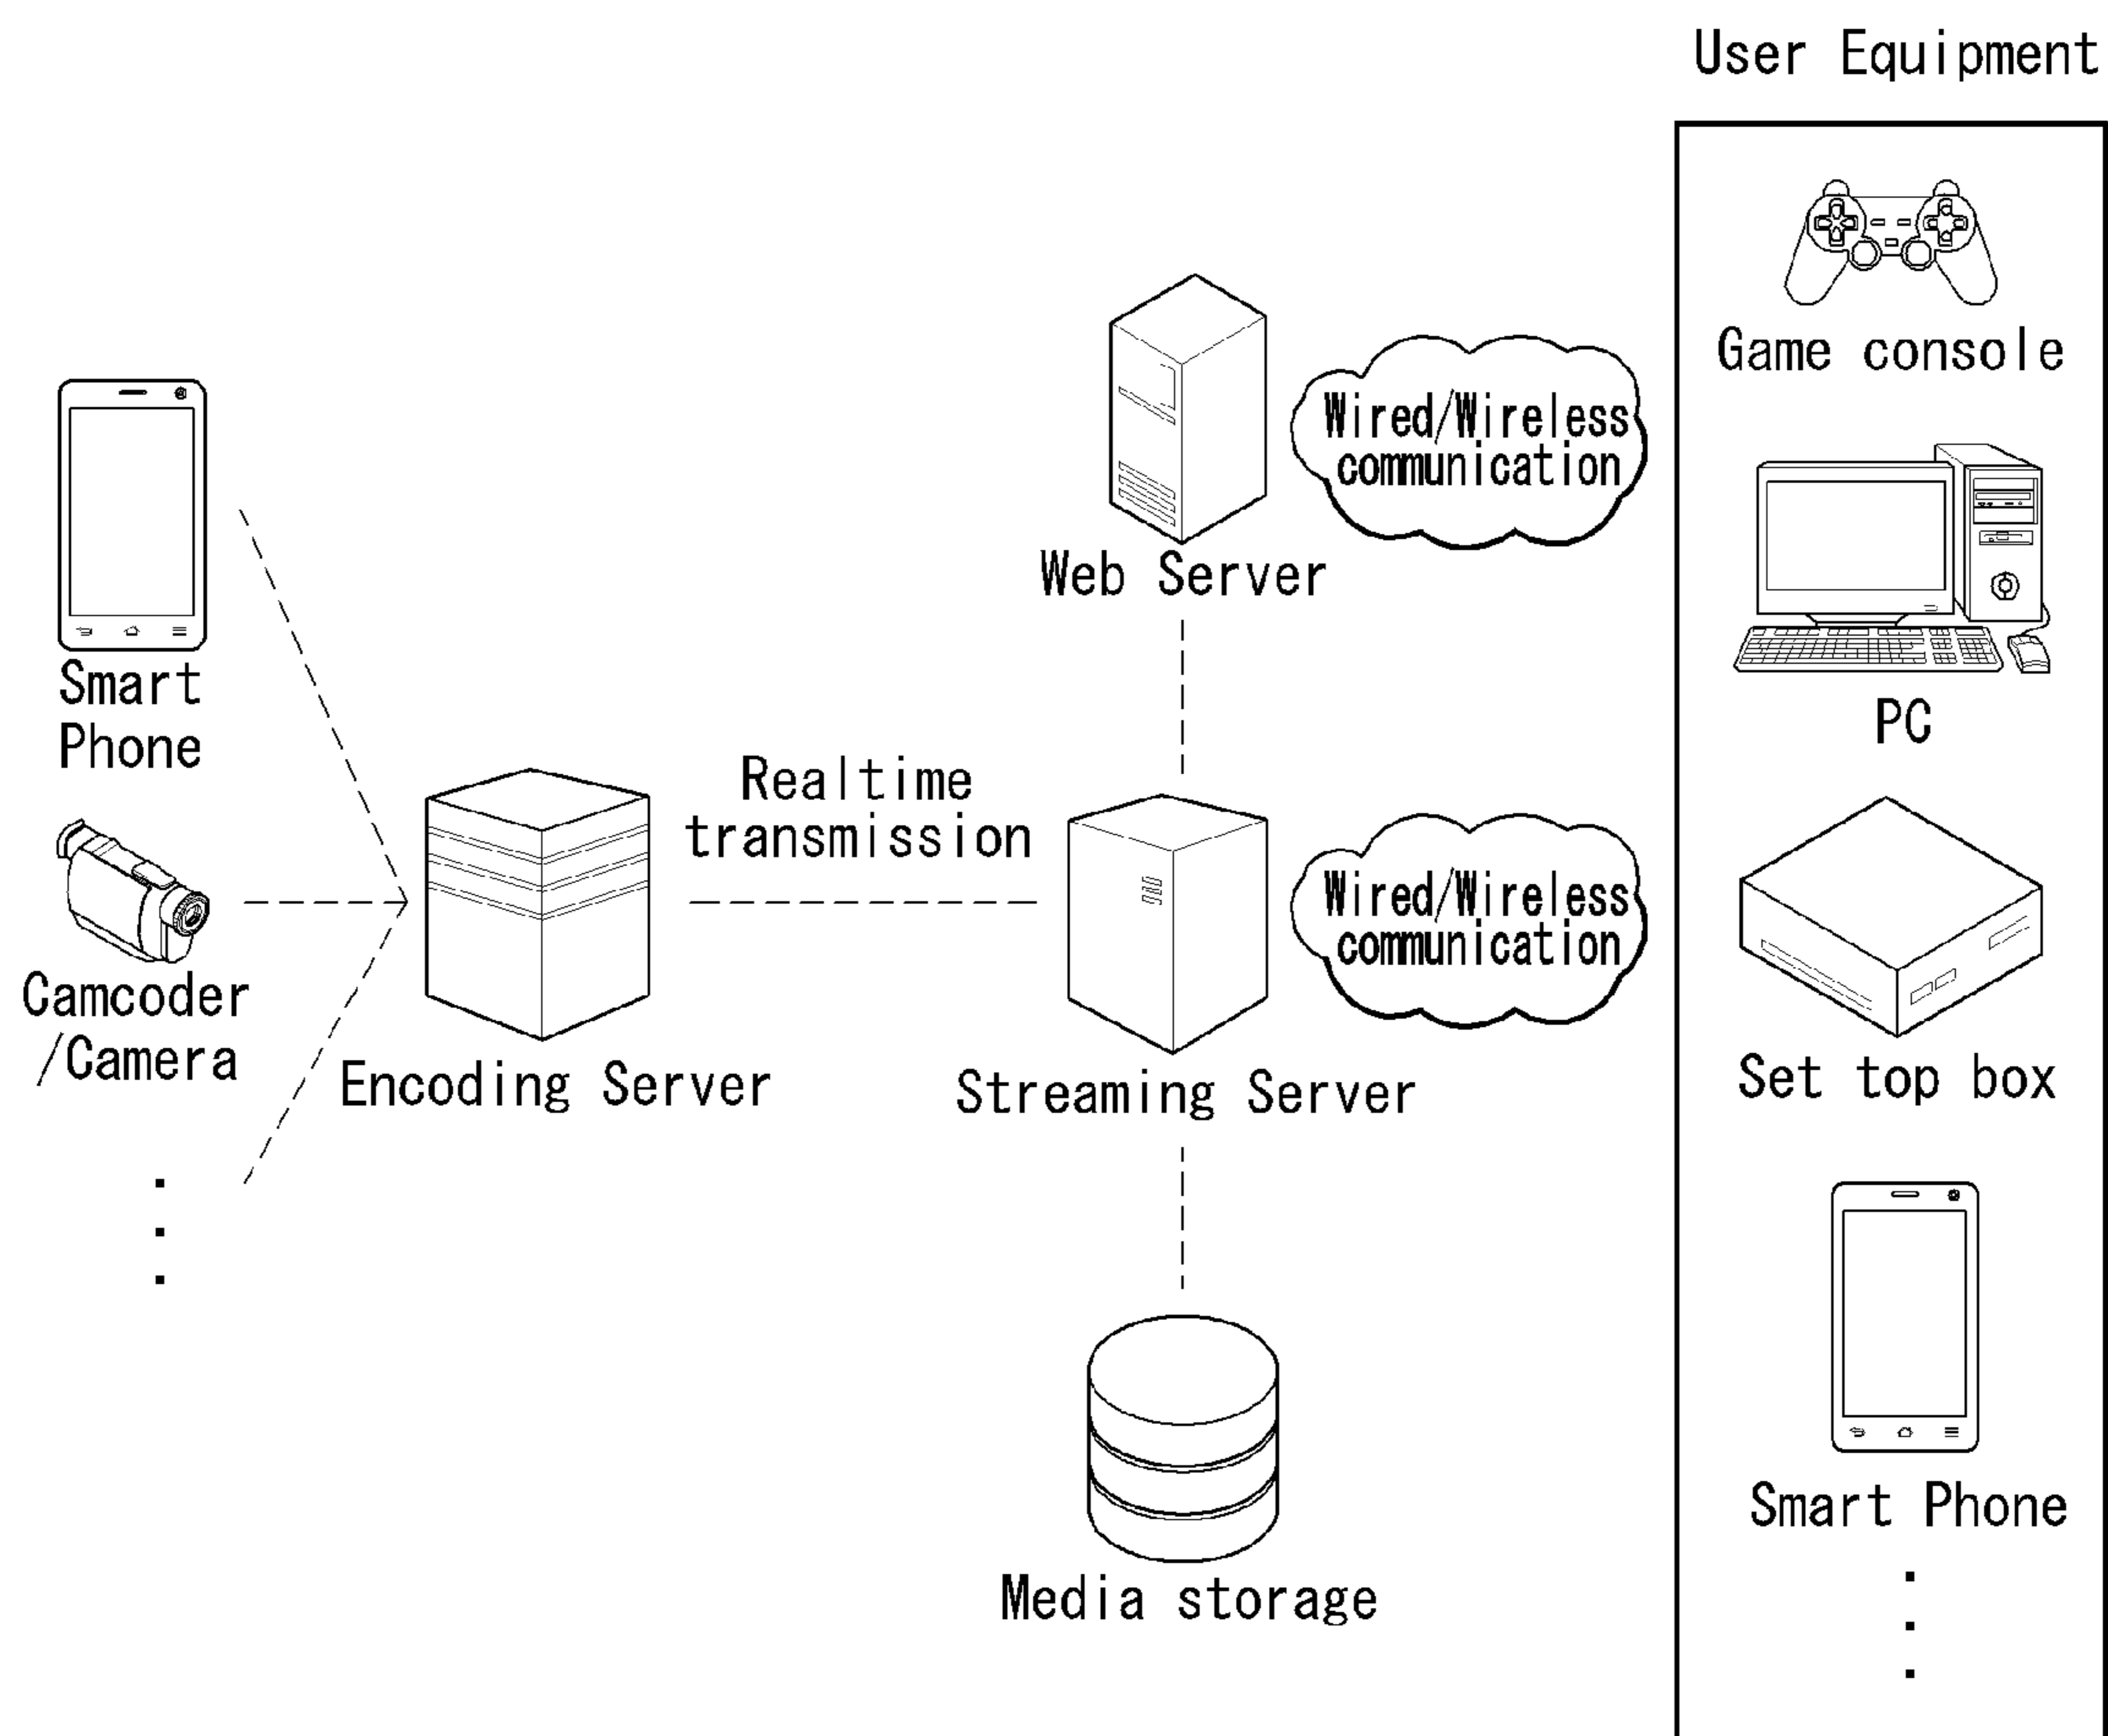 User Equipment
Game console
Wired/Wireless
communication
Web Server
Smart
Phone
PC
Realtime
transmission
Wired/Wireless
communication
Camcoder
/Camera
Encoding Server
Streaming Server
Set top box
Smart Phone
Media storage